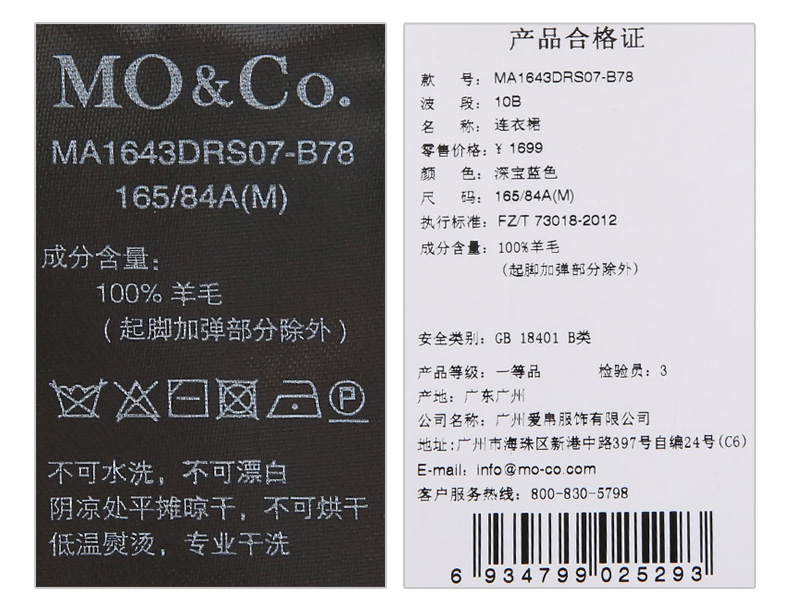 MO&Co.
MA1643DRS07-B78
165/84A(M)
成分含量:
100% 羊毛
(起脚加弹部分除外)
P
不可水洗，不可漂白
阴凉处平摊晾干，不可烘干
低温熨烫，专业干洗
产品合格证
款 号: MA1643DRS07-B78
波 段: 10B
名 称: 连衣裙
零售价格: ¥ 1699
颜 色: 深宝蓝色
尺 码: 165/84A(M)
执行标准: FZ/T 73018-2012
成分含量: 100%羊毛
(起脚加弹部分除外)
安全类别: GB 18401 B类
产品等级: 一等品 检验员: 3
产地: 广东广州
公司名称: 广州爱帛服饰有限公司
地址:广州市海珠区新港中路397号自编24号(C6)
E-mail: info@mo-co.com
客户服务热线: 800-830-5798
6 934799 025293